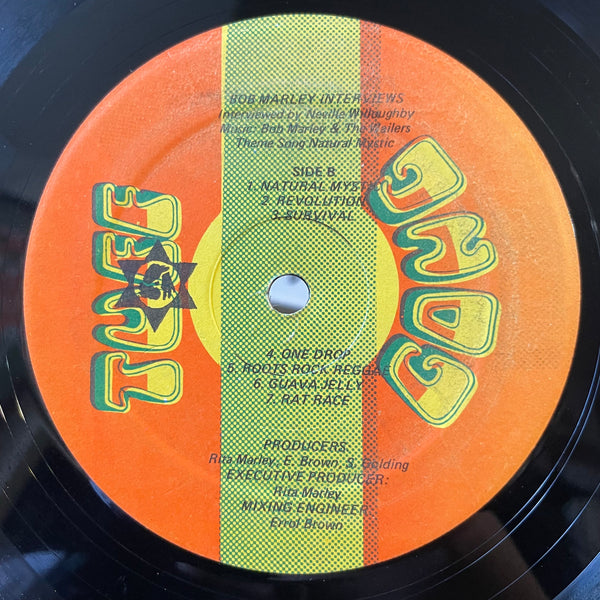 BOB MARLEY INTERVIEWS
Interviewed by Neville Willoughby
Music: Bob Marley & The Wailers
Theme Song Natural Mystic
SIDE B
1. NATURAL MYSTIC
2. REVOLUTION
3. SURVIVAL
TUFF
GONG
4. ONE DROP
5. ROOTS ROCK REGGAE
6. GUAVA JELLY
7. RAT RACE
PRODUCERS:
Rita Marley, E. Brown, S. Golding
EXECUTIVE PRODUCER:
Rita Marley
MIXING ENGINEER:
Errol Brown